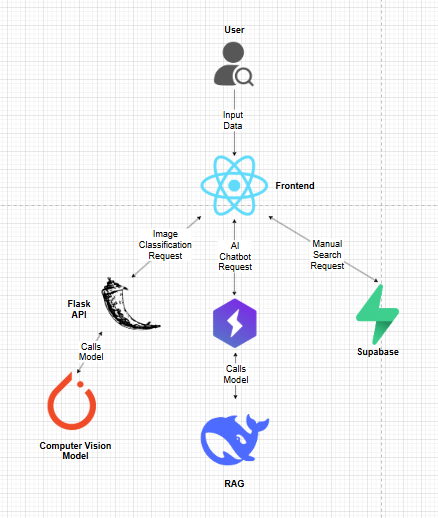 User
Input
Data
Frontend
Image
Classification
Request
AI
Chatbot
Request
Manual
Search
Request
Flask
API
Supabase
Calls
Model
Calls
Model
Computer Vision
Model
RAG